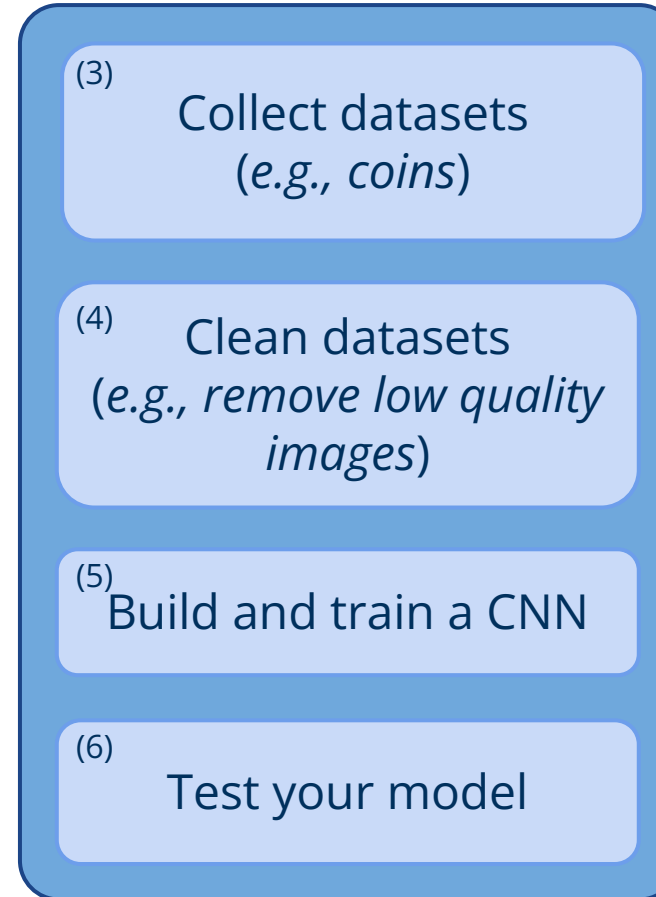 (3)
Collect datasets
(e.g., coins)
(4)
Clean datasets
(e.g., remove low quality
images)
(5)
Build and train a CNN
(6)
Test your model